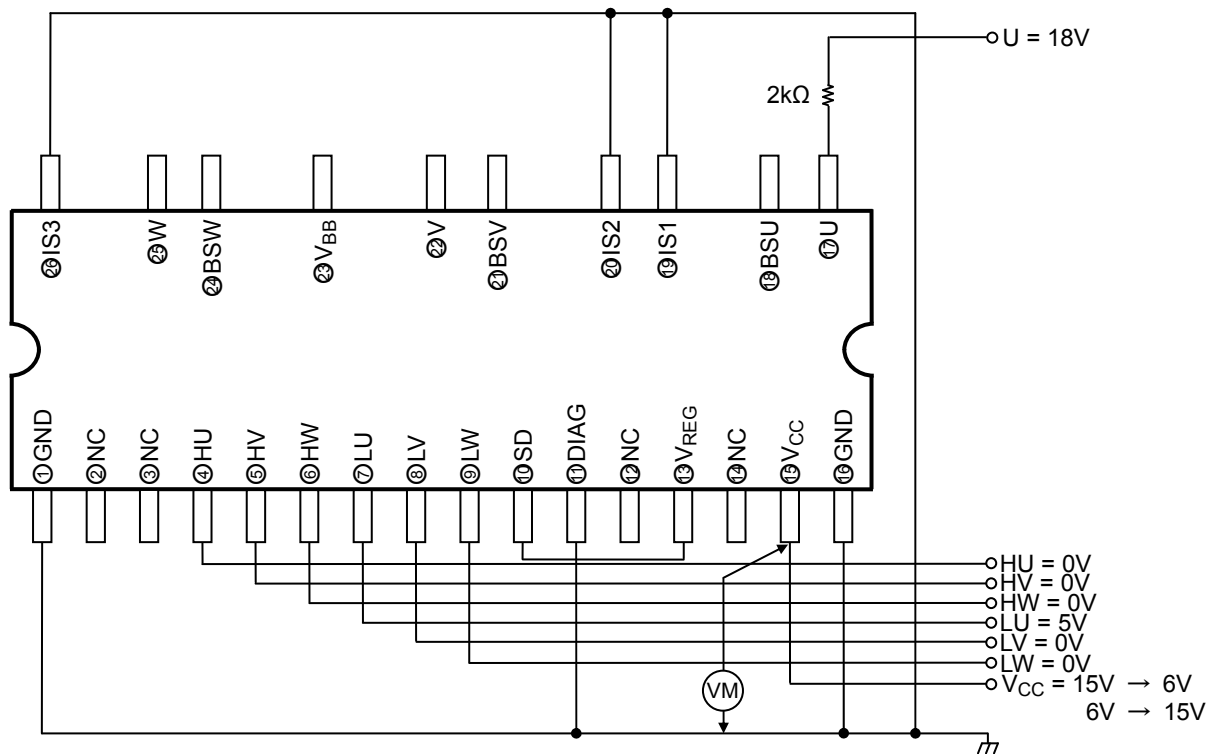 U = 18V
2kΩ
㉖IS3
㉕W
㉔BSW
㉓VBB
㉒V
㉑BSV
⑳IS2
⑲IS1
⑱BSU
⑰U
①GND
②NC
③NC
④HU
⑤HV
⑥HW
⑦LU
⑧LV
⑨LW
⑩SD
⑪DIAG
⑫NC
⑬VREG
⑭NC
⑮VCC
⑯GND
HU = 0V
HV = 0V
HW = 0V
LU = 5V
LV = 0V
LW = 0V
VM
VCC = 15V → 6V
6V → 15V